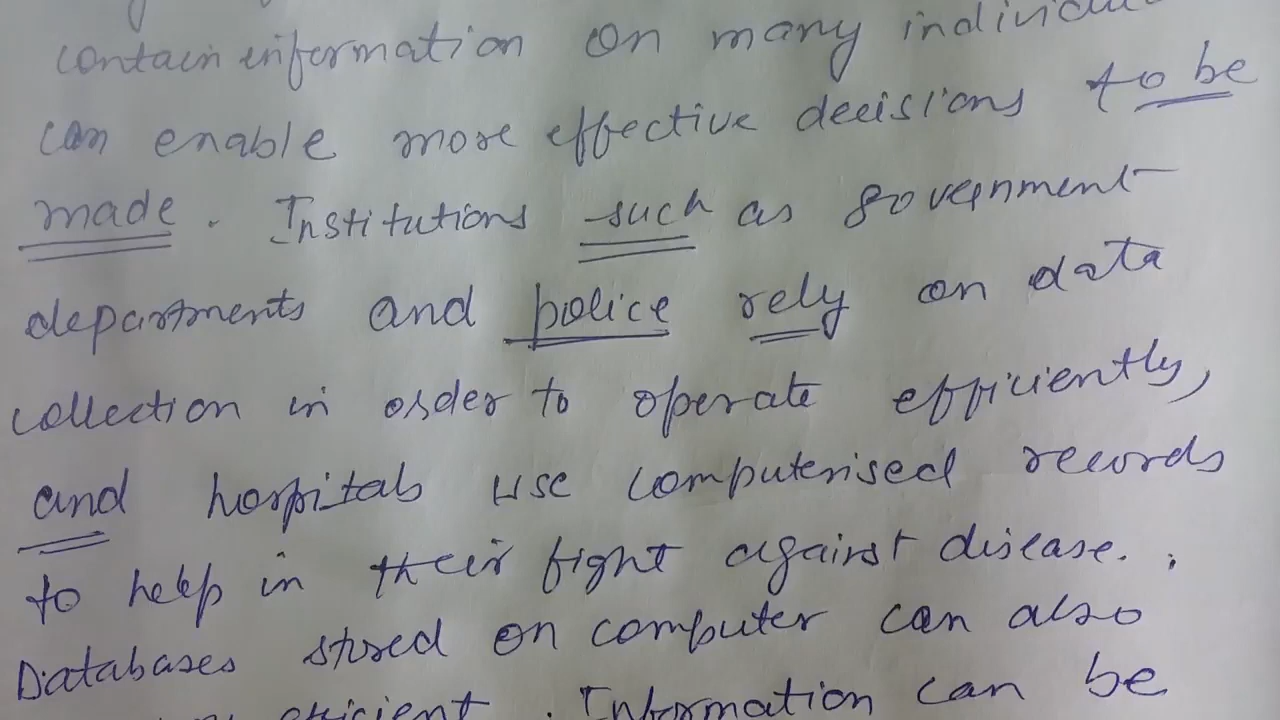 contain information on many
can enable more effective decisions to be
made. Institutions such as government
departments and police rely on data
collection in order to operate efficiently,
and hospitals use computerised records
to help in their fight against disease.
Databases stored on computer can also
efficient. Information can be